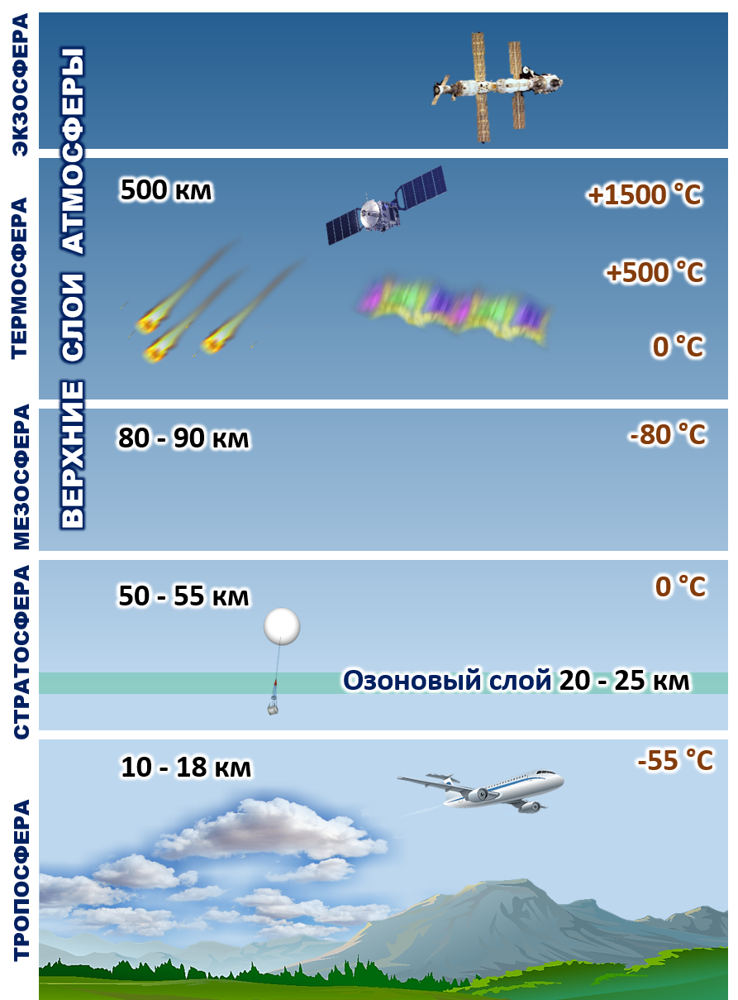 ЭКЗОСФЕРА
ВЕРХНИЕ СЛОИ АТМОСФЕРЫ
ТЕРМОСФЕРА
500 км
+1500 °C
+500 °C
0 °C
МЕЗОСФЕРА
80 - 90 км
-80 °C
СТРАТОСФЕРА
50 - 55 км
0 °C
Озоновый слой 20 - 25 км
ТРОПОСФЕРА
10 - 18 км
-55 °C